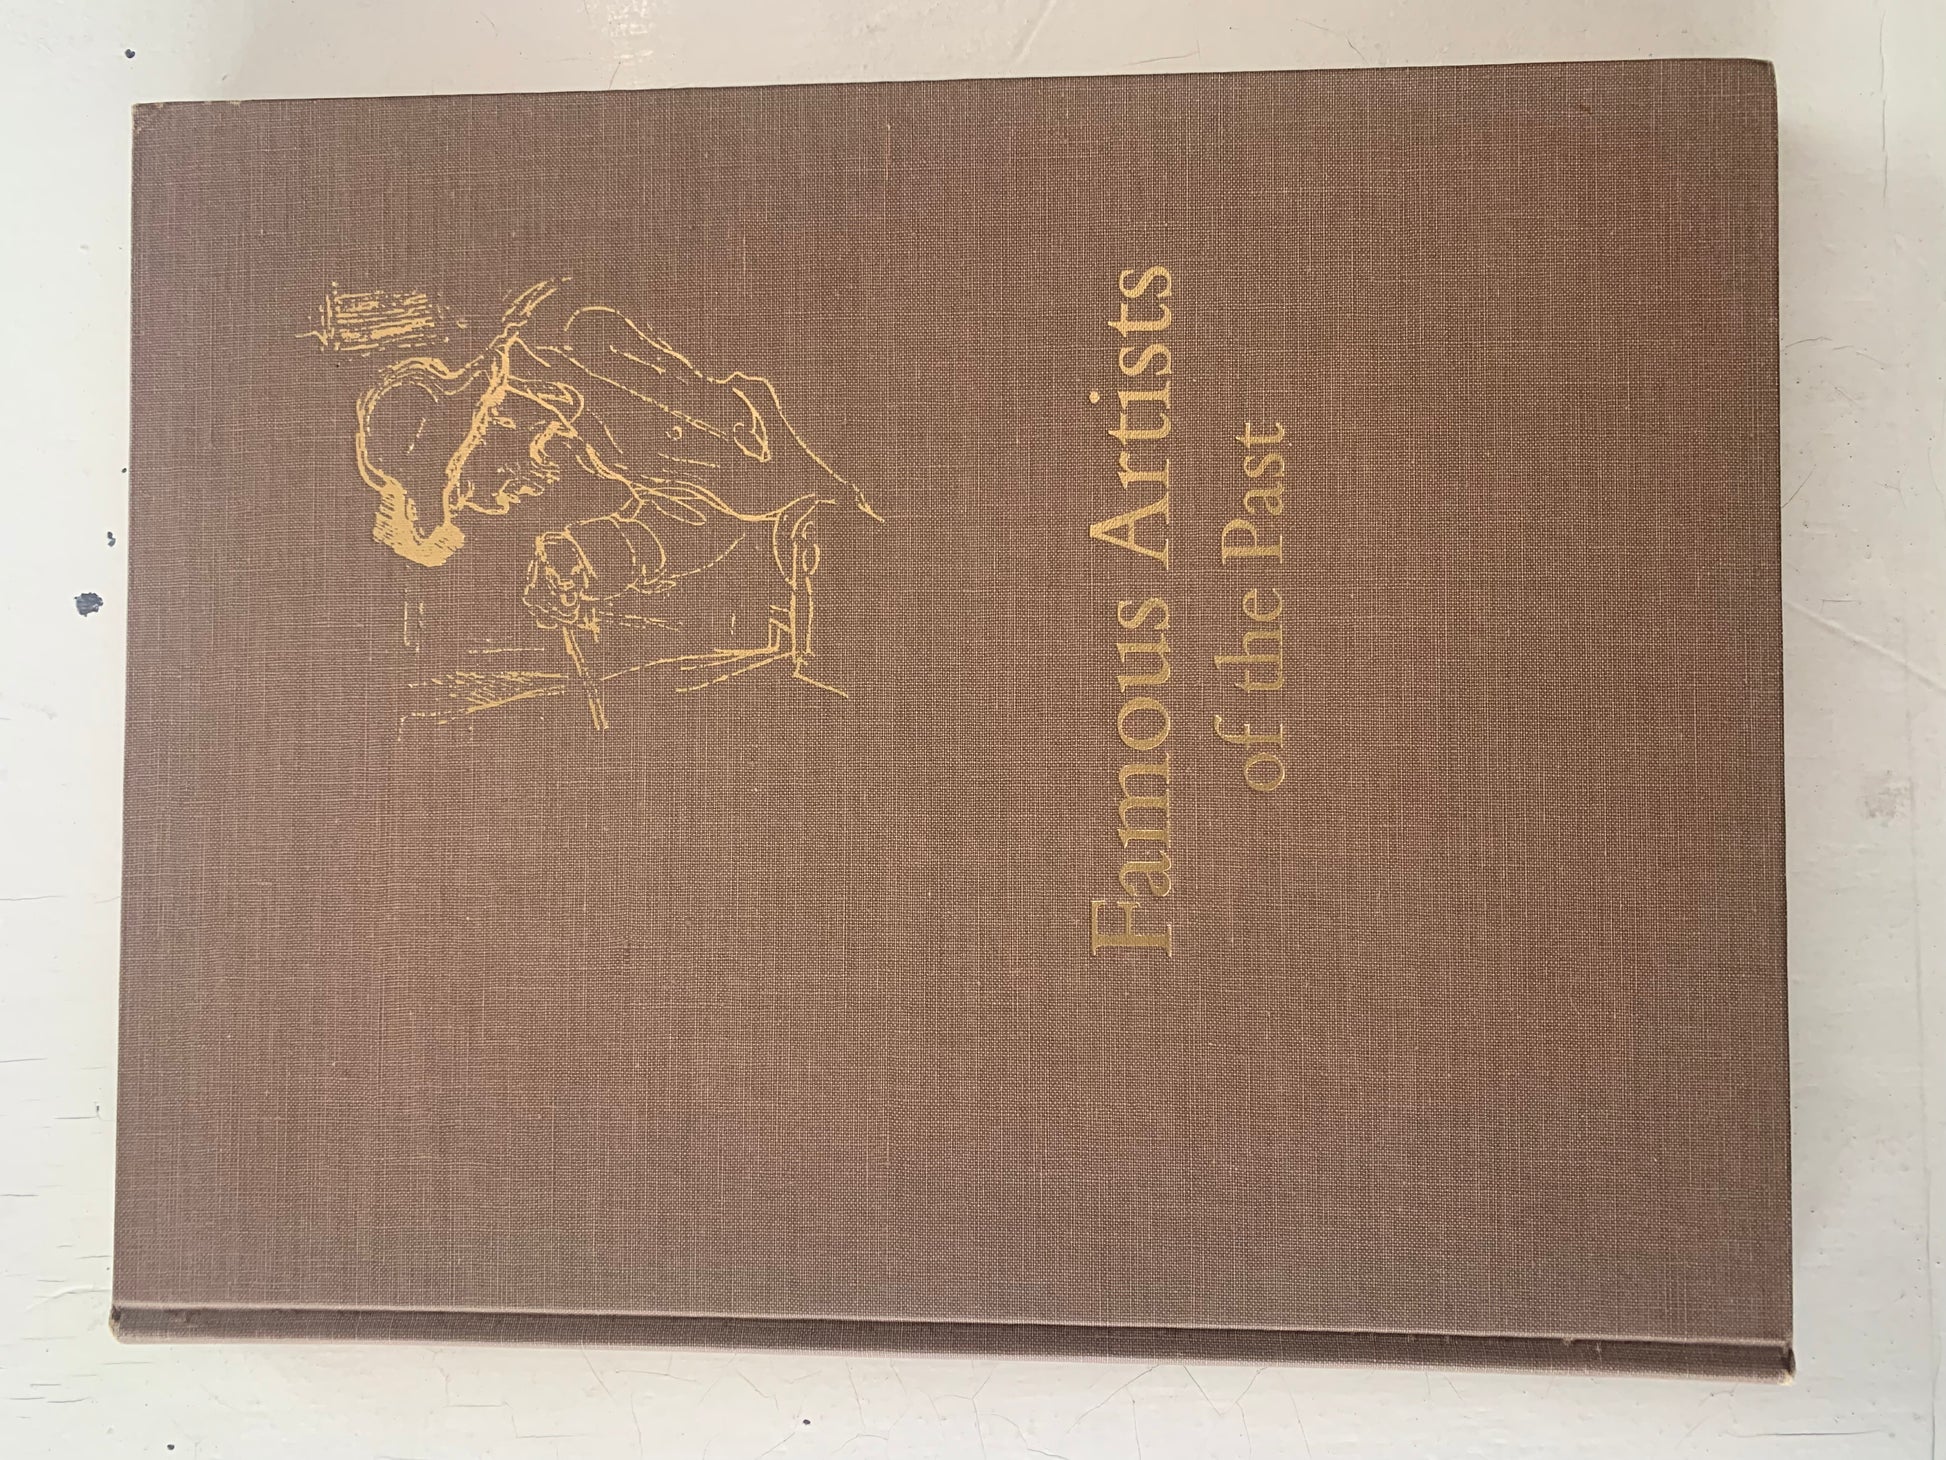 Famous Artists
of the Past